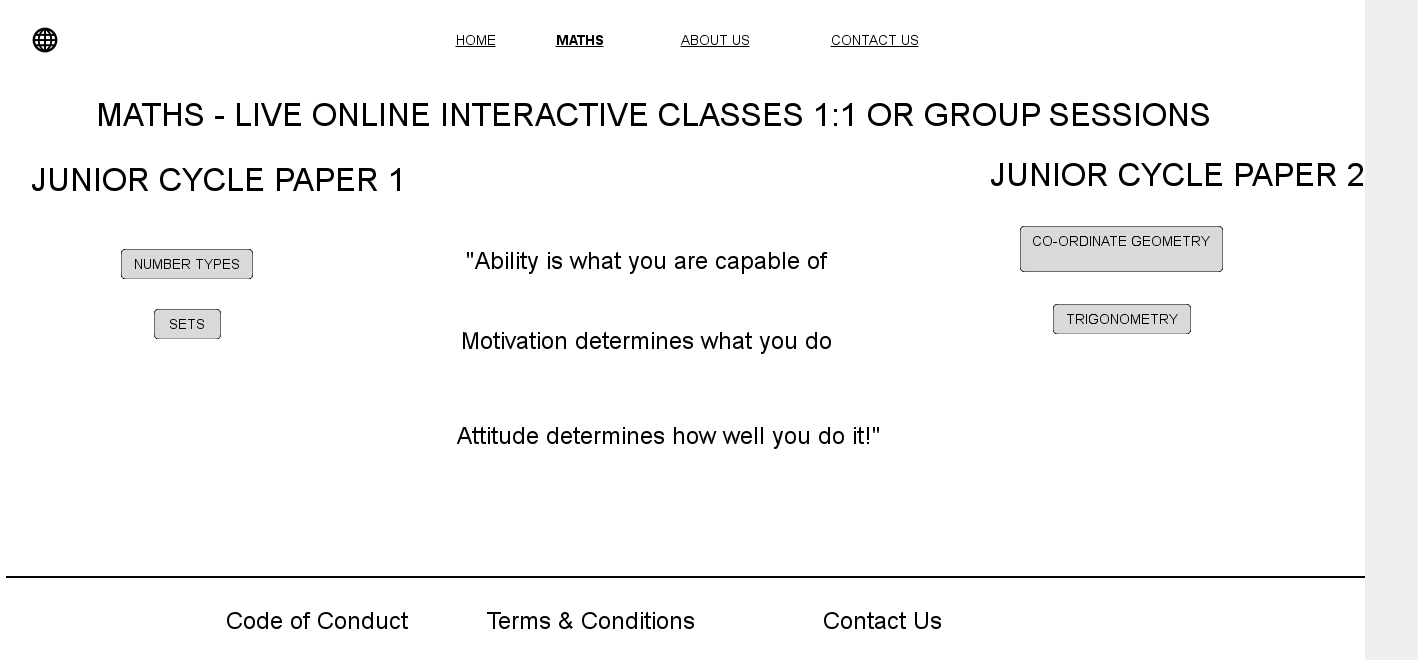 HOME
MATHS
ABOUT US
CONTACT US
MATHS - LIVE ONLINE INTERACTIVE CLASSES 1:1 OR GROUP SESSIONS
JUNIOR CYCLE PAPER 1
NUMBER TYPES
SETS
"Ability is what you are capable of
Motivation determines what you do
Attitude determines how well you do it!"
JUNIOR CYCLE PAPER 2
CO-ORDINATE GEOMETRY
TRIGONOMETRY
Code of Conduct
Terms & Conditions
Contact Us